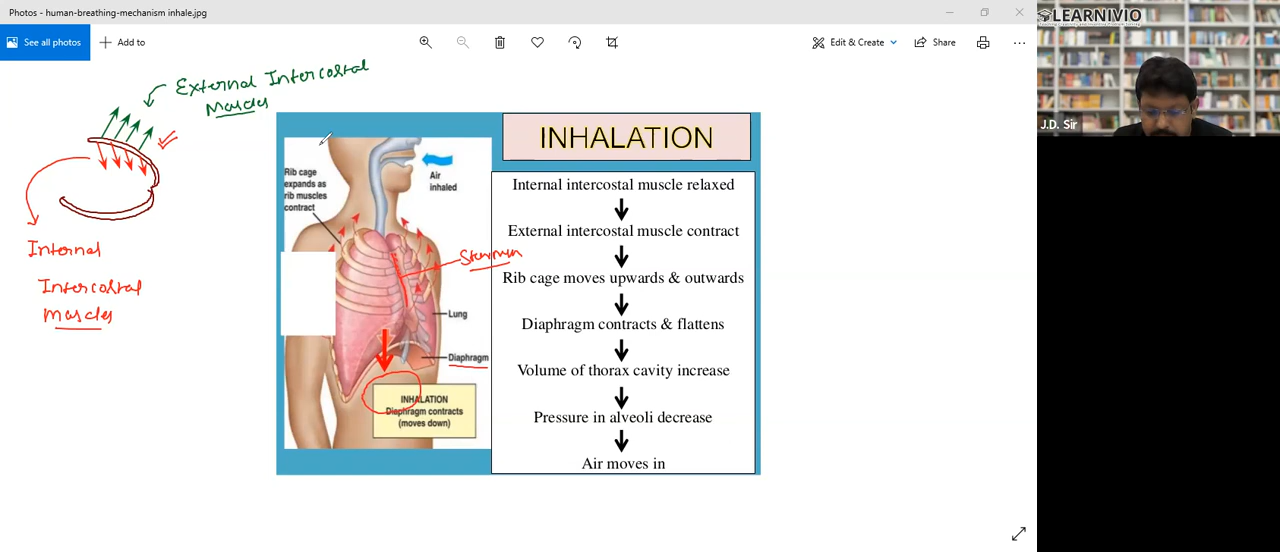 Photos - human-breathing-mechanism inhale.jpg
See all photos
Add to
Edit & Create
Share
LEARNIVIO
J.D. Sir
External Intercostal
Muscles
Internal
Intercostal
Muscles
Rib cage
expands as
rib muscles
contract
Air
inhaled
Sternum
Lung
Diaphragm
INHALATION
Diaphragm contracts
(moves down)
INHALATION
Internal intercostal muscle relaxed
External intercostal muscle contract
Rib cage moves upwards & outwards
Diaphragm contracts & flattens
Volume of thorax cavity increase
Pressure in alveoli decrease
Air moves in